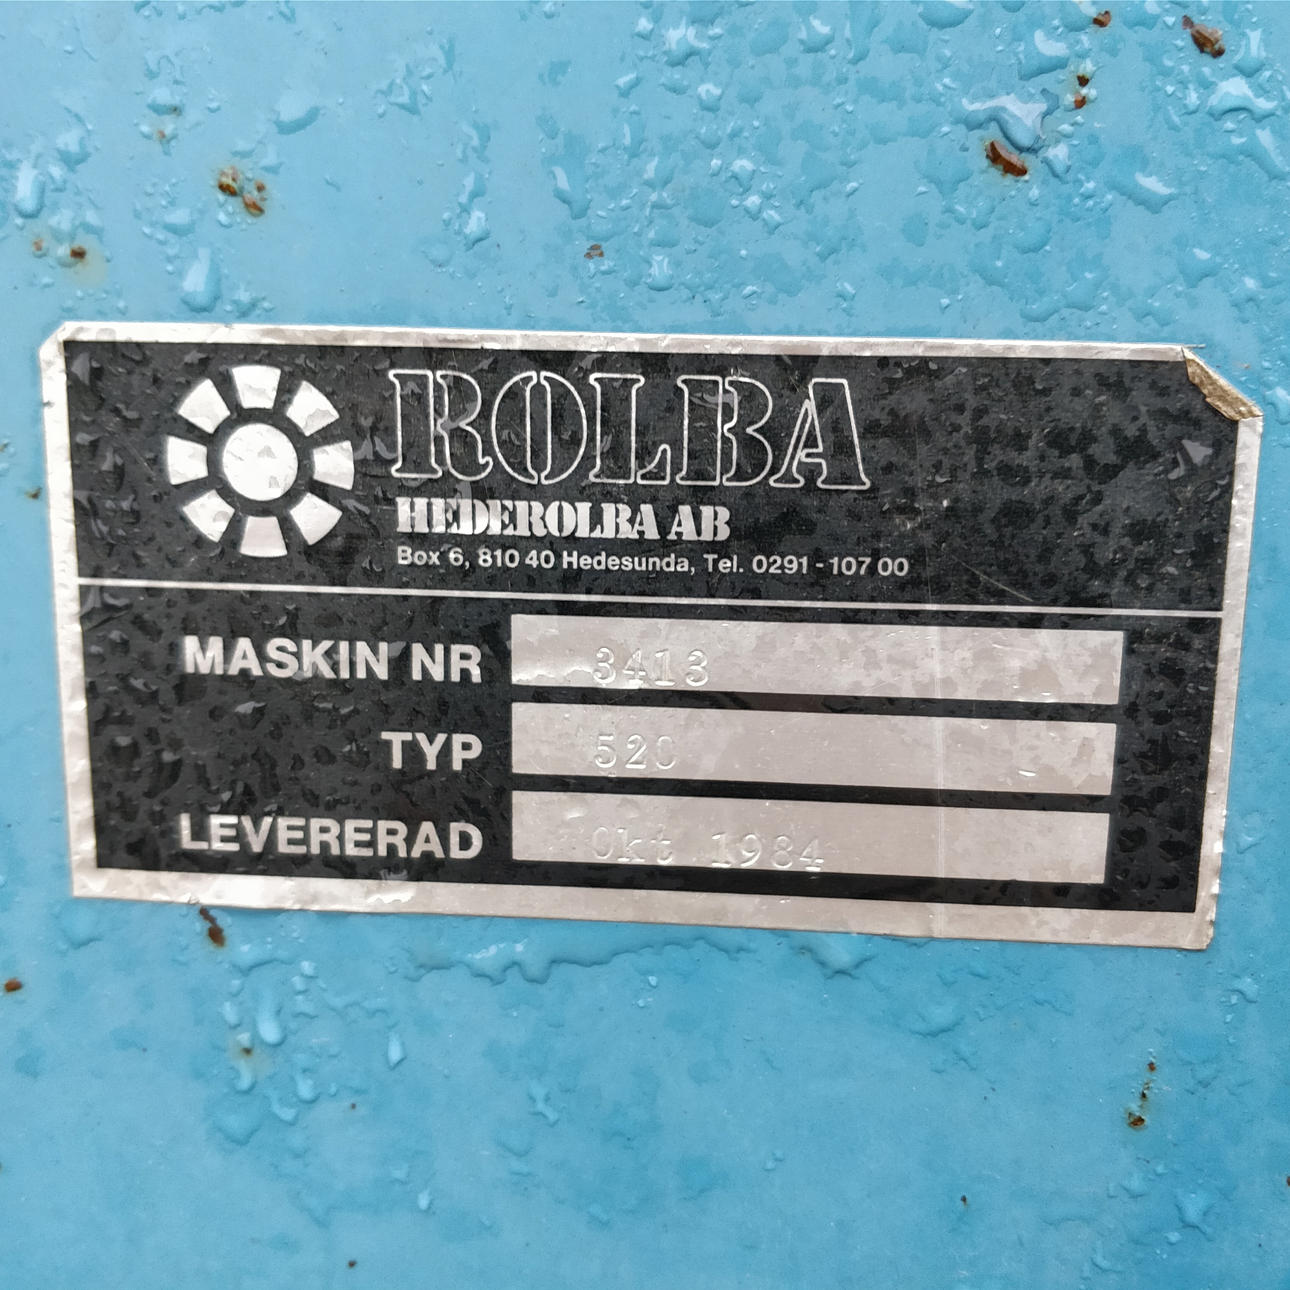 ROLBA
HEDEROLBA AB
Box 6, 810 40 Hedesunda, Tel. 0291 - 107 00
MASKIN NR 3413
TYP 520
LEVERERAD Okt 1984